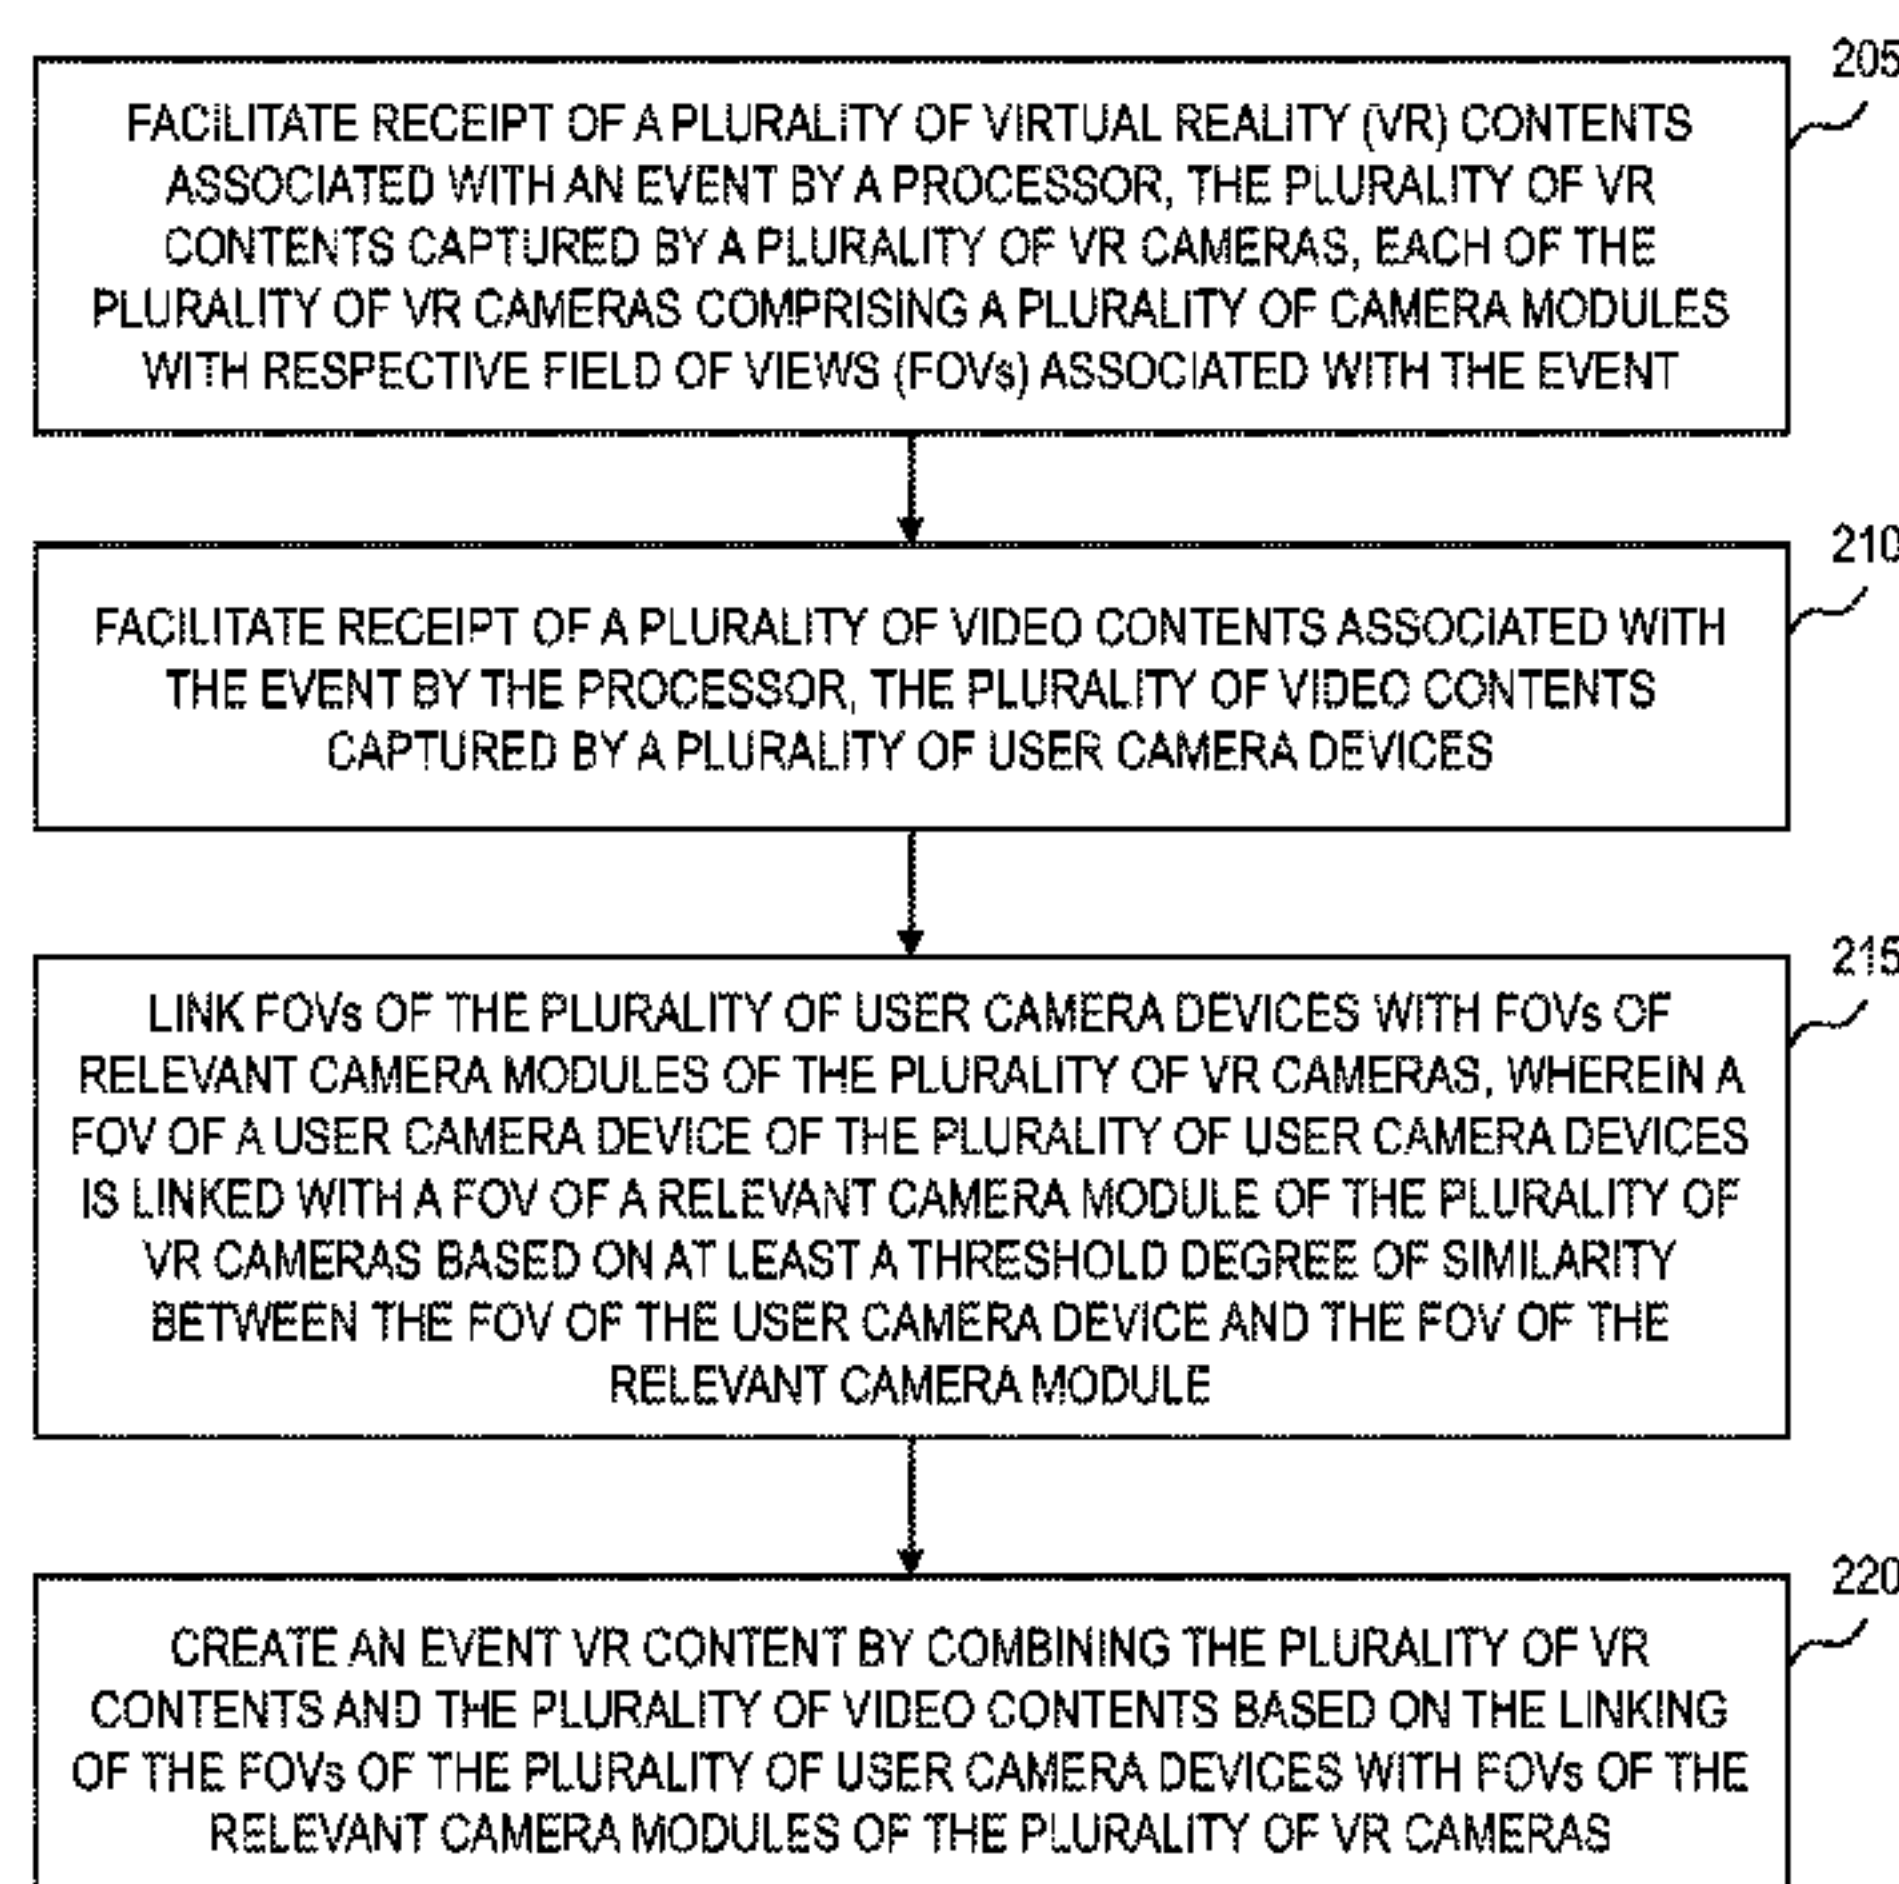 205
FACILITATE RECEIPT OF A PLURALITY OF VIRTUAL REALITY (VR) CONTENTS
ASSOCIATED WITH AN EVENT BY A PROCESSOR, THE PLURALITY OF VR
CONTENTS CAPTURED BY A PLURALITY OF VR CAMERAS, EACH OF THE
PLURALITY OF VR CAMERAS COMPRISING A PLURALITY OF CAMERA MODULES
WITH RESPECTIVE FIELD OF VIEWS (FOVs) ASSOCIATED WITH THE EVENT
210
FACILITATE RECEIPT OF A PLURALITY OF VIDEO CONTENTS ASSOCIATED WITH
THE EVENT BY THE PROCESSOR, THE PLURALITY OF VIDEO CONTENTS
CAPTURED BY A PLURALITY OF USER CAMERA DEVICES
215
LINK FOVs OF THE PLURALITY OF USER CAMERA DEVICES WITH FOVs OF
RELEVANT CAMERA MODULES OF THE PLURALITY OF VR CAMERAS, WHEREIN A
FOV OF A USER CAMERA DEVICE OF THE PLURALITY OF USER CAMERA DEVICES
IS LINKED WITH A FOV OF A RELEVANT CAMERA MODULE OF THE PLURALITY OF
VR CAMERAS BASED ON AT LEAST A THRESHOLD DEGREE OF SIMILARITY
BETWEEN THE FOV OF THE USER CAMERA DEVICE AND THE FOV OF THE
RELEVANT CAMERA MODULE
220
CREATE AN EVENT VR CONTENT BY COMBINING THE PLURALITY OF VR
CONTENTS AND THE PLURALITY OF VIDEO CONTENTS BASED ON THE LINKING
OF THE FOVs OF THE PLURALITY OF USER CAMERA DEVICES WITH FOVs OF THE
RELEVANT CAMERA MODULES OF THE PLURALITY OF VR CAMERAS